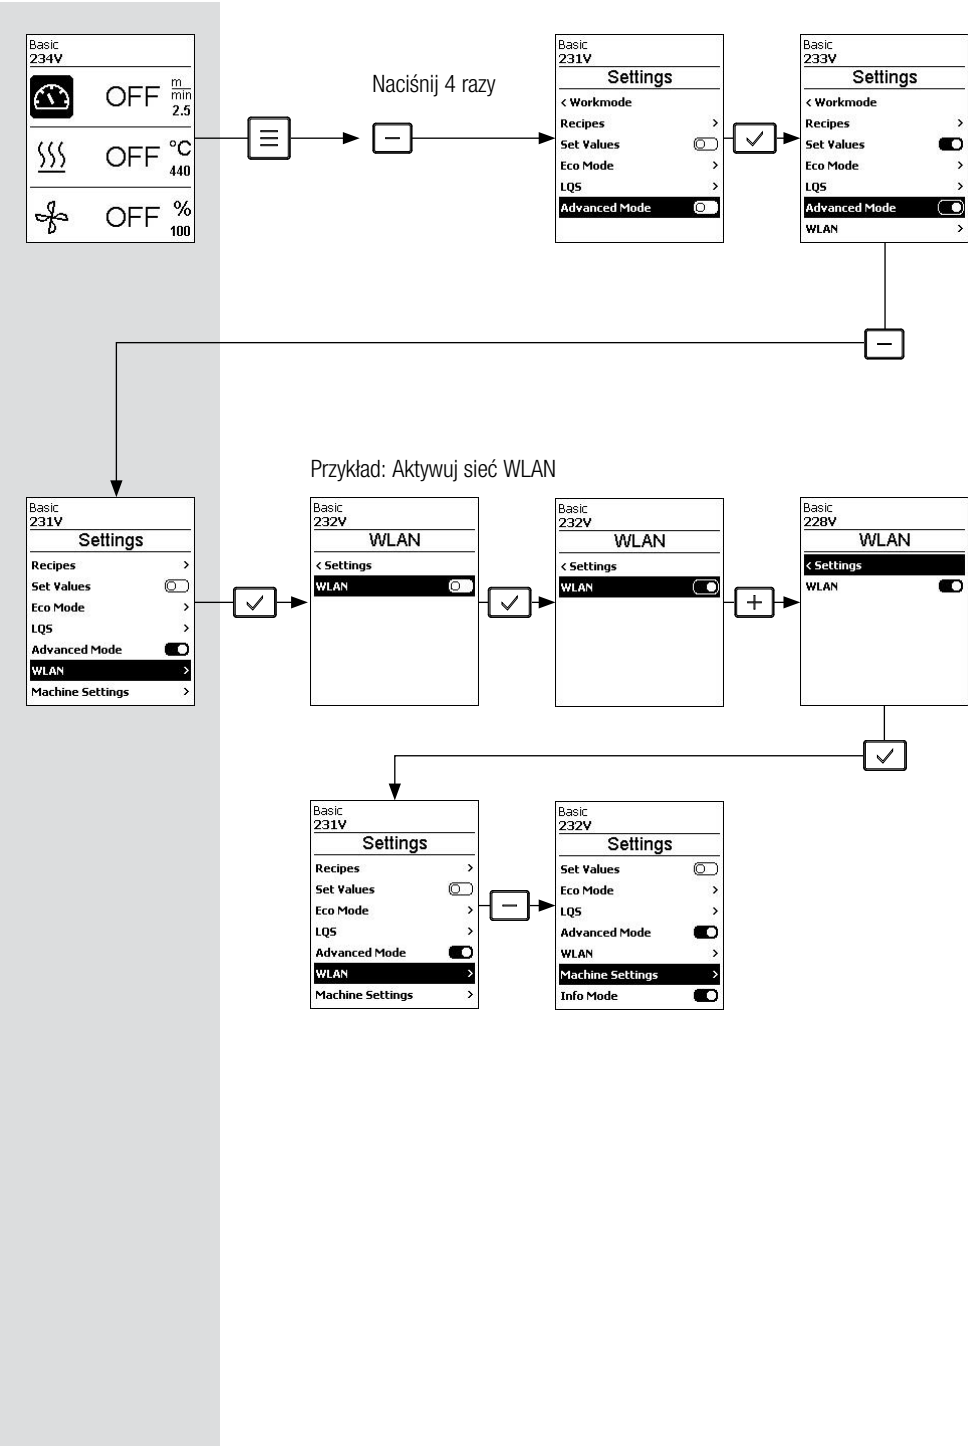 Basic
234V
OFF m/min 2.5
OFF °C 440
OFF % 100
Naciśnij 4 razy
Basic
231V
Settings
< Workmode
Recipes >
Set Values
Eco Mode >
LQS >
Advanced Mode
Basic
233V
Settings
< Workmode
Recipes >
Set Values
Eco Mode >
LQS >
Advanced Mode
WLAN >
Przykład: Aktywuj sieć WLAN
Basic
231V
Settings
Recipes >
Set Values
Eco Mode >
LQS >
Advanced Mode
WLAN >
Machine Settings >
Basic
232V
WLAN
< Settings
WLAN
Basic
232V
WLAN
< Settings
WLAN
Basic
228V
WLAN
< Settings
WLAN
Basic
231V
Settings
Recipes >
Set Values
Eco Mode >
LQS >
Advanced Mode
WLAN >
Machine Settings >
Basic
232V
Settings
Set Values
Eco Mode >
LQS >
Advanced Mode
WLAN >
Machine Settings >
Info Mode